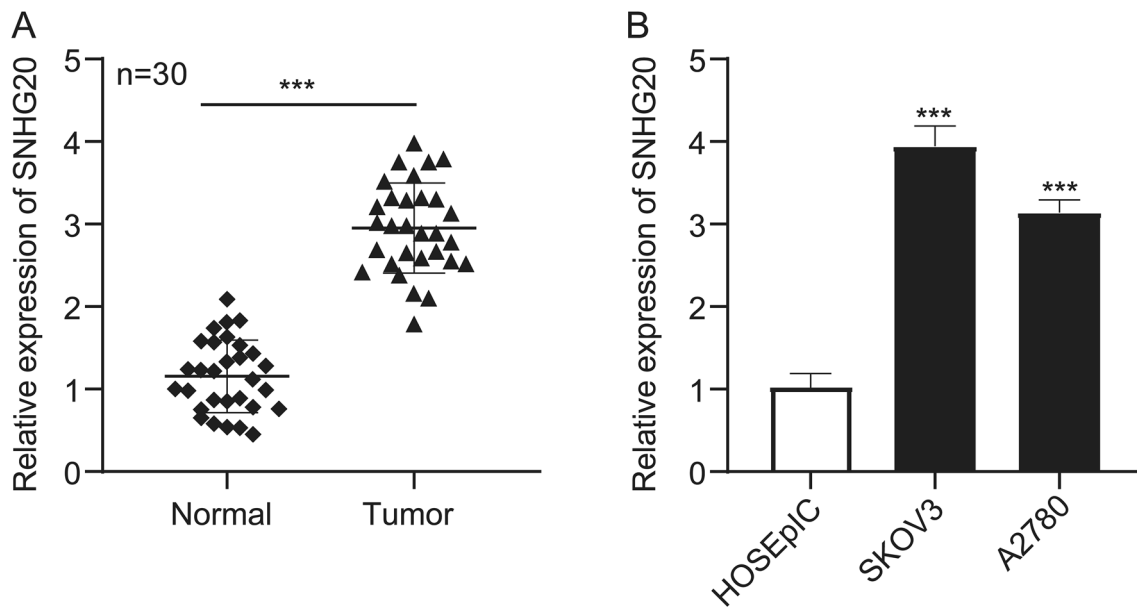 A
Relative expression of SNHG20
5
4
3
2
1
0
n=30
***
Normal
Tumor
B
Relative expression of SNHG20
5
4
3
2
1
0
***
***
HOSEpIC
SKOV3
A2780